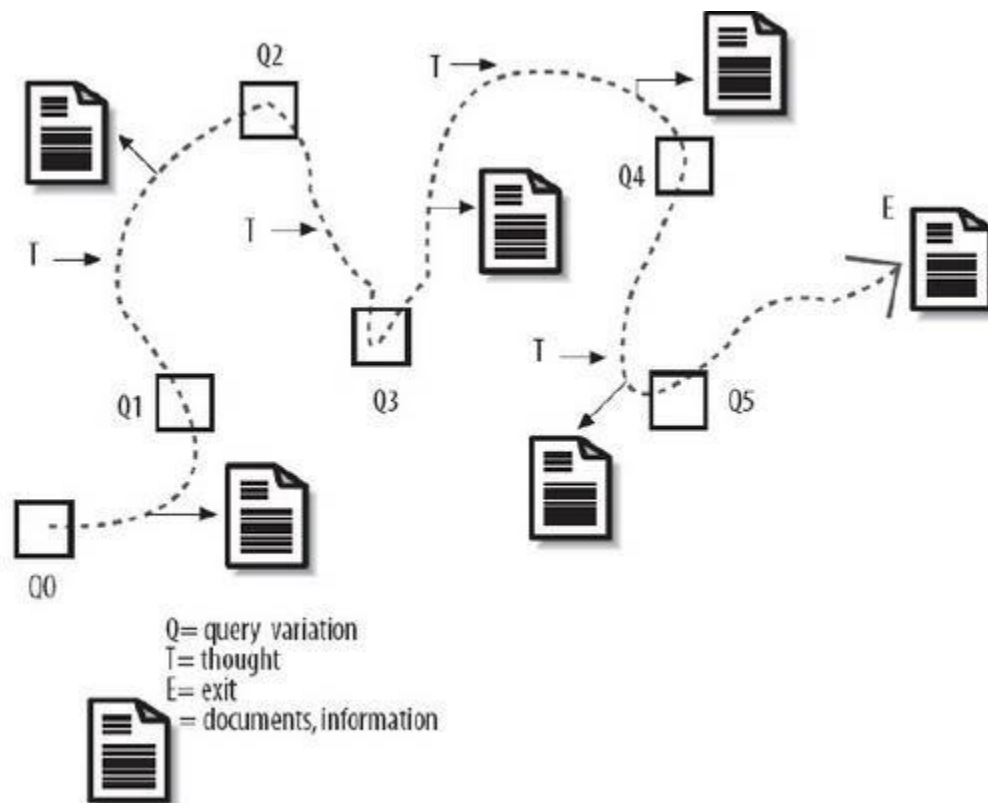 Q0
Q1
T
Q2
T
Q3
T
Q4
T
Q5
E
Q= query variation
T= thought
E= exit
= documents, information